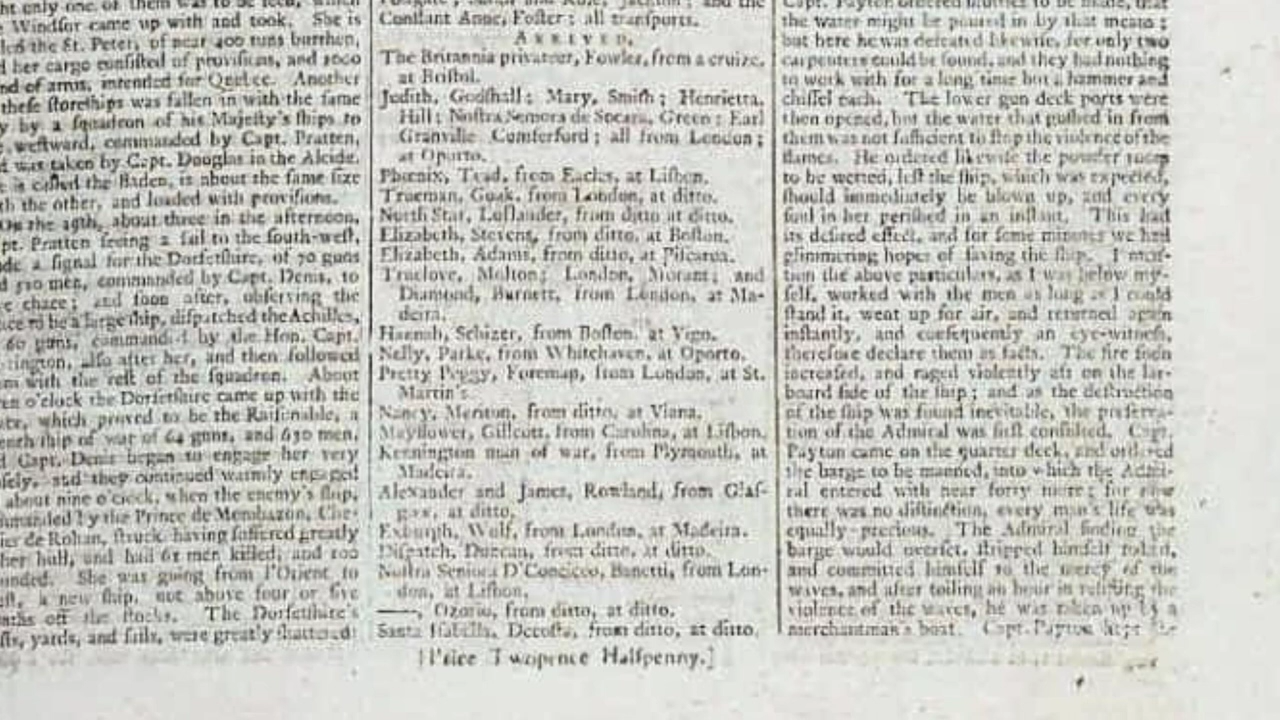 Windsor came up with and took. She is
the St. Peter, of near 400 tuns burthen,
her cargo consisted of provisions, and 1000
of arms, intended for Quebec. Another
these storeships was fallen in with the same
by a squadron of his Majesty's ships to
westward, commanded by Capt. Pratten,
was taken by Capt. Douglas in the Alcide.
is called the about the same size
the other, and loaded with provisions.
On the 29th, about three in the afternoon,
pt. Pratten seeing a sail to the south-west,
a signal for the Dorsetshire, of 70 guns
520 men, commanded by Capt. Denis, to
chace; and soon after, observing the
to be a large ship, dispatched the Achilles,
60 guns, commanded by the Hon. Capt.
rington, also after her, and then followed
with the rest of the squadron. About
o'clock the Dorsetshire came up with the
which proved to be the Raisonable, a
ship of war of 64 guns, and 630 men,
Capt. Denis began to engage her very
sely, and they continued warmly engaged
about nine o'clock, when the enemy's ship,
mmanded by the Prince de Mombazon, Che-
de Rohan, struck, having suffered greatly
her hull, and had 61 men killed, and 100
ounded. She was going from l'Orient to
a new ship, not above four or five
nths off the stocks. The Dorsetshire's
sts, yards, and sails, were greatly shattered:
Constant Anne, Foster; all transports.
ARRIVED,
The Britannia privateer, Fowler, from a cruize,
at Bristol.
Judith, Godshall; Mary, Smith; Henrietta,
Hill; Nostra Green; Earl
Granville Comterford; all from London;
at Oporto.
Phœnix, Tead, from at Lisbon.
Trueman, Goak, from London, at ditto.
North Star, Loslander, from ditto at ditto.
Elizabeth, Stevens, from ditto, at Boston.
Elizabeth, Adams, from ditto, at Piscatua.
Truelove, Molton; London, Morant; and
Diamond, Burnett, from London, at Ma-
deira.
Hannah, Schizer, from Boston, at Vigo.
Nelly, Parke, from Whitehaven, at Oporto.
Pretty Peggy, Foreman, from London, at St.
Martin's.
Nancy, Menton, from ditto, at Viana.
Mayflower, Gillcott, from Carolina, at Lisbon.
Kennington man of war, from Plymouth, at
Madeira.
Alexander and James, Rowland, from Glas-
gow, at ditto.
Exburgh, Wolf, from London, at Madeira.
Dispatch, Duncan, from ditto, at ditto.
Nostra Seniora D'Concicco, Banetti, from Lon-
don, at Lisbon.
——, Ozorio, from ditto, at ditto.
Santa Isabella, Decosta, from ditto, at ditto.
[Price Twopence Halfpenny.]
Capt. Payton ordered to be made, that
the water might be poured in by that means;
but here he was defeated likewise, for only two
carpenters could be found, and they had nothing
to work with for a long time but a hammer and
chissel each. The lower gun deck ports were
then opened, but the water that gushed in from
them was not sufficient to stop the violence of the
flames. He ordered likewise the powder room
to be wetted, lest the ship, which was expected,
should immediately be blown up, and every
soul in her perished in an instant. This had
its desired effect, and for some minutes we had
glimmering hopes of saving the ship. I men-
tion the above particulars, as I was below my-
self, worked with the men as long as I could
stand it, went up for air, and returned again
instantly, and consequently an eye-witness,
therefore declare them as facts. The fire soon
increased, and raged violently aft on the lar-
board side of the ship; and as the destruction
of the ship was found inevitable, the preserva-
tion of the Admiral was first consulted. Capt.
Payton came on the quarter deck, and ordered
the barge to be manned, into which the Admi-
ral entered with near forty more; for now
there was no distinction, every man's life was
equally precious. The Admiral finding the
barge would overset, stripped himself naked,
and committed himself to the mercy of the
waves, and after toiling an hour in resisting the
violence of the waves, he was taken up by a
merchantman's boat. Capt. Payton kept the